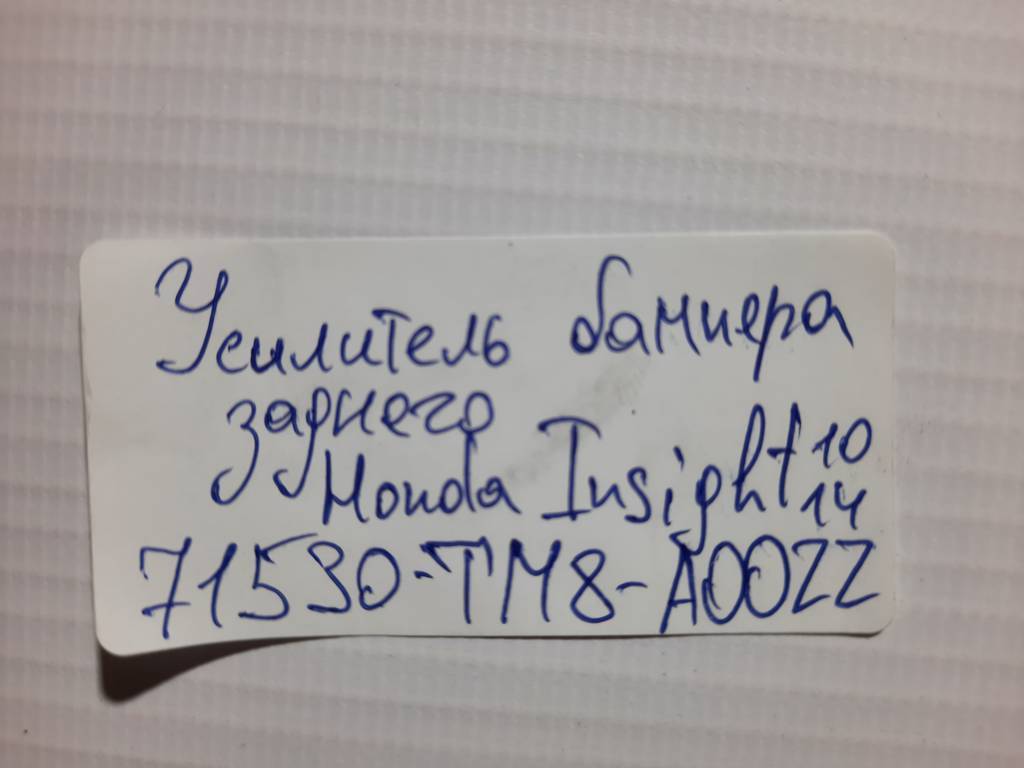 Усилитель бампера
заднего
Honda Insight 10
14
71530-TM8-A00ZZ